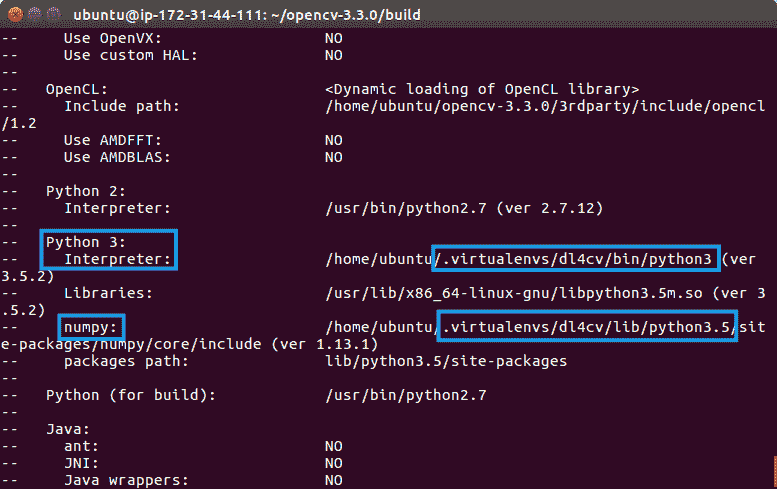 ubuntu@ip-172-31-44-111: ~/opencv-3.3.0/build
--     Use OpenVX:                  NO
--     Use custom HAL:              NO
--
--   OpenCL:                        <Dynamic loading of OpenCL library>
--     Include path:                /home/ubuntu/opencv-3.3.0/3rdparty/include/opencl
/1.2
--     Use AMDFFT:                  NO
--     Use AMDBLAS:                 NO
--
--   Python 2:
--     Interpreter:                 /usr/bin/python2.7 (ver 2.7.12)
--
--   Python 3:
--     Interpreter:                 /home/ubuntu/.virtualenvs/dl4cv/bin/python3 (ver
3.5.2)
--     Libraries:                   /usr/lib/x86_64-linux-gnu/libpython3.5m.so (ver 3
.5.2)
--     numpy:                       /home/ubuntu/.virtualenvs/dl4cv/lib/python3.5/sit
e-packages/numpy/core/include (ver 1.13.1)
--     packages path:               lib/python3.5/site-packages
--
--   Python (for build):            /usr/bin/python2.7
--
--   Java:
--     ant:                         NO
--     JNI:                         NO
--     Java wrappers:               NO